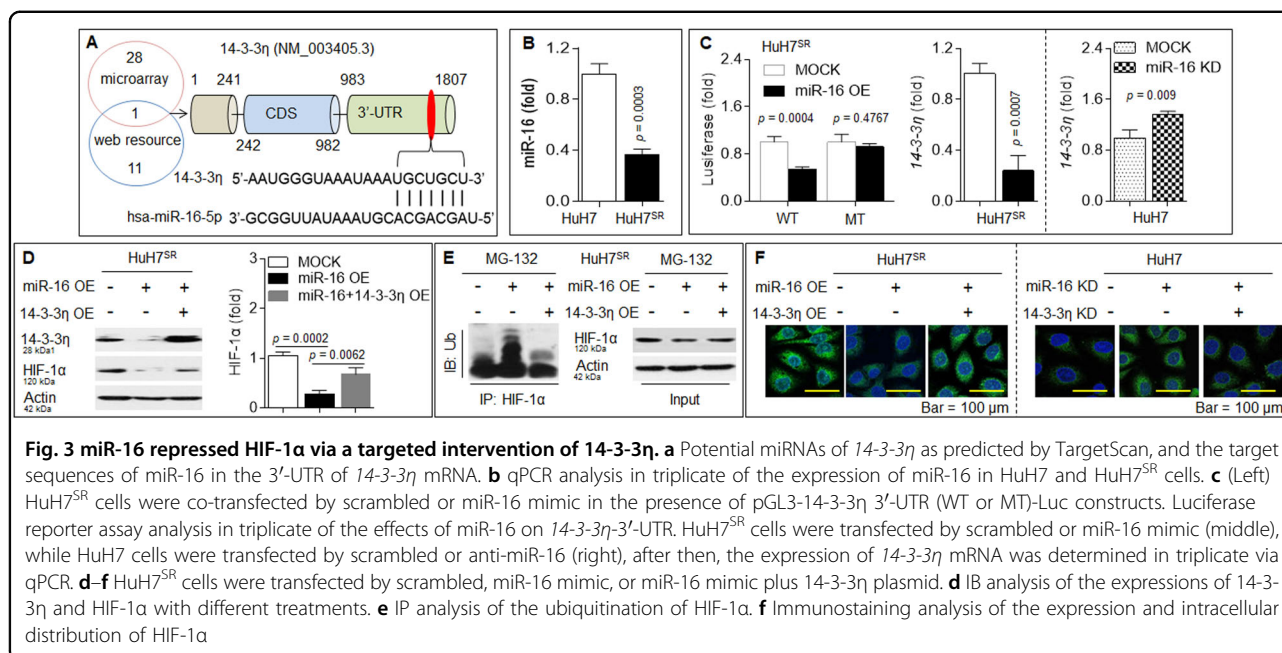 A
14-3-3η (NM_003405.3)
28
microarray
1
web resource
11
1 241 983 1807
CDS 3'-UTR
242 982
14-3-3η 5'-AAUGGGUAAAUAAAUGCUGCU-3'
hsa-miR-16-5p 3'-GCGGUUAUAAAUGCACGACGAU-5'
B
miR-16 (fold)
1.2
0.8
0.4
0.0
p = 0.0003
HuH7 HuH7SR
C
HuH7SR
MOCK
miR-16 OE
Lusiferase (fold)
2.4
1.6
0.8
0.0
p = 0.0004 p = 0.4767
WT MT
14-3-3η (fold)
1.2
0.8
0.4
0.0
p = 0.0007
HuH7SR
MOCK
miR-16 KD
14-3-3η (fold)
1.8
1.2
0.6
0.0
p = 0.009
HuH7
D
HuH7SR
miR-16 OE - + +
14-3-3η OE - - +
14-3-3η
28 kDa1
HIF-1α
120 kDa
Actin
42 kDa
MOCK
miR-16 OE
miR-16+14-3-3η OE
HIF-1α (fold)
3
2
1
0
p = 0.0002
p = 0.0062
E
MG-132 HuH7SR MG-132
- + + miR-16 OE - + +
- - + 14-3-3η OE - - +
IB: Ub
HIF-1α
120 kDa
Actin
42 kDa
IP: HIF-1α Input
F
HuH7SR
miR-16 OE - + +
14-3-3η OE - - +
Bar = 100 μm
HuH7
miR-16 KD - + +
14-3-3η KD - - +
Bar = 100 μm
Fig. 3 miR-16 repressed HIF-1α via a targeted intervention of 14-3-3η. a Potential miRNAs of 14-3-3η as predicted by TargetScan, and the target
sequences of miR-16 in the 3′-UTR of 14-3-3η mRNA. b qPCR analysis in triplicate of the expression of miR-16 in HuH7 and HuH7SR cells. c (Left)
HuH7SR cells were co-transfected by scrambled or miR-16 mimic in the presence of pGL3-14-3-3η 3′-UTR (WT or MT)-Luc constructs. Luciferase
reporter assay analysis in triplicate of the effects of miR-16 on 14-3-3η-3′-UTR. HuH7SR cells were transfected by scrambled or miR-16 mimic (middle),
while HuH7 cells were transfected by scrambled or anti-miR-16 (right), after then, the expression of 14-3-3η mRNA was determined in triplicate via
qPCR. d–f HuH7SR cells were transfected by scrambled, miR-16 mimic, or miR-16 mimic plus 14-3-3η plasmid. d IB analysis of the expressions of 14-3-
3η and HIF-1α with different treatments. e IP analysis of the ubiquitination of HIF-1α. f Immunostaining analysis of the expression and intracellular
distribution of HIF-1α